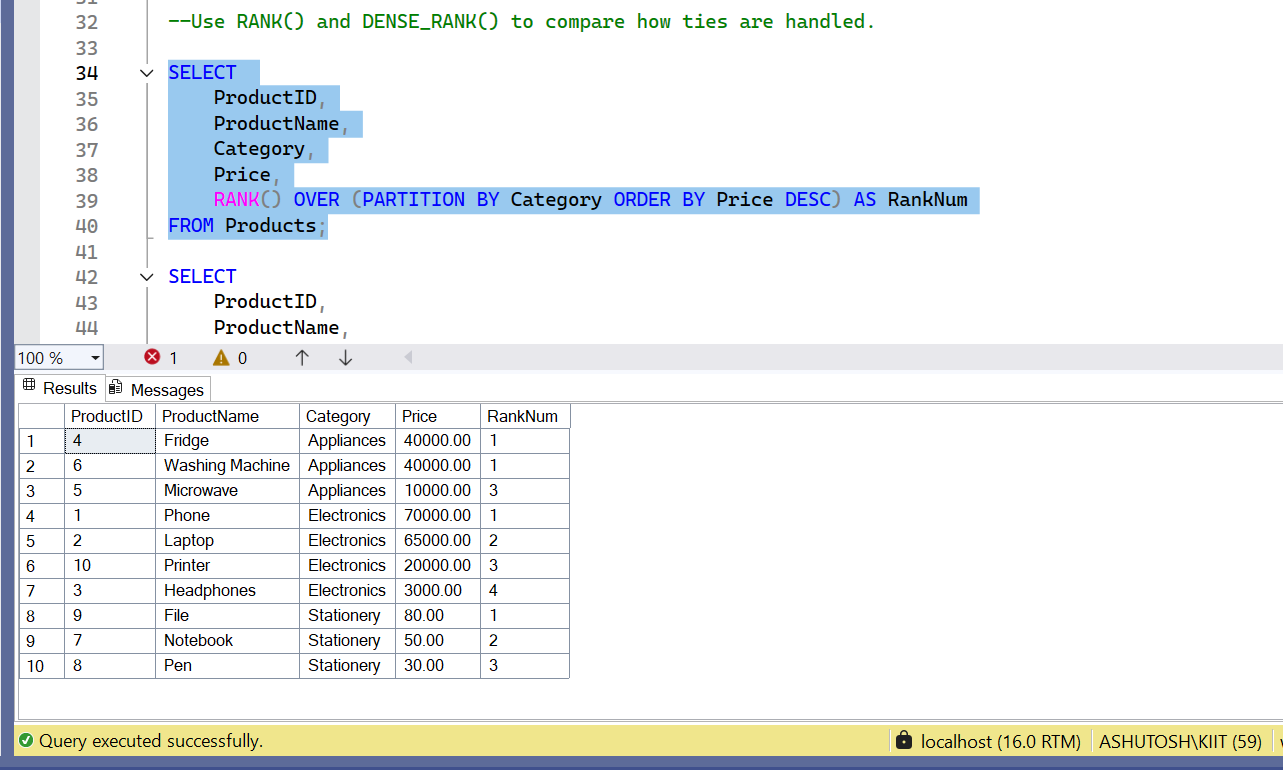 31
32 --Use RANK() and DENSE_RANK() to compare how ties are handled.
33
34 SELECT
35 ProductID,
36 ProductName,
37 Category,
38 Price,
39 RANK() OVER (PARTITION BY Category ORDER BY Price DESC) AS RankNum
40 FROM Products;
41
42 SELECT
43 ProductID,
44 ProductName,
100 % 1 0
Results Messages
ProductID ProductName Category Price RankNum
1 4 Fridge Appliances 40000.00 1
2 6 Washing Machine Appliances 40000.00 1
3 5 Microwave Appliances 10000.00 3
4 1 Phone Electronics 70000.00 1
5 2 Laptop Electronics 65000.00 2
6 10 Printer Electronics 20000.00 3
7 3 Headphones Electronics 3000.00 4
8 9 File Stationery 80.00 1
9 7 Notebook Stationery 50.00 2
10 8 Pen Stationery 30.00 3
Query executed successfully. localhost (16.0 RTM) ASHUTOSH\KIIT (59)